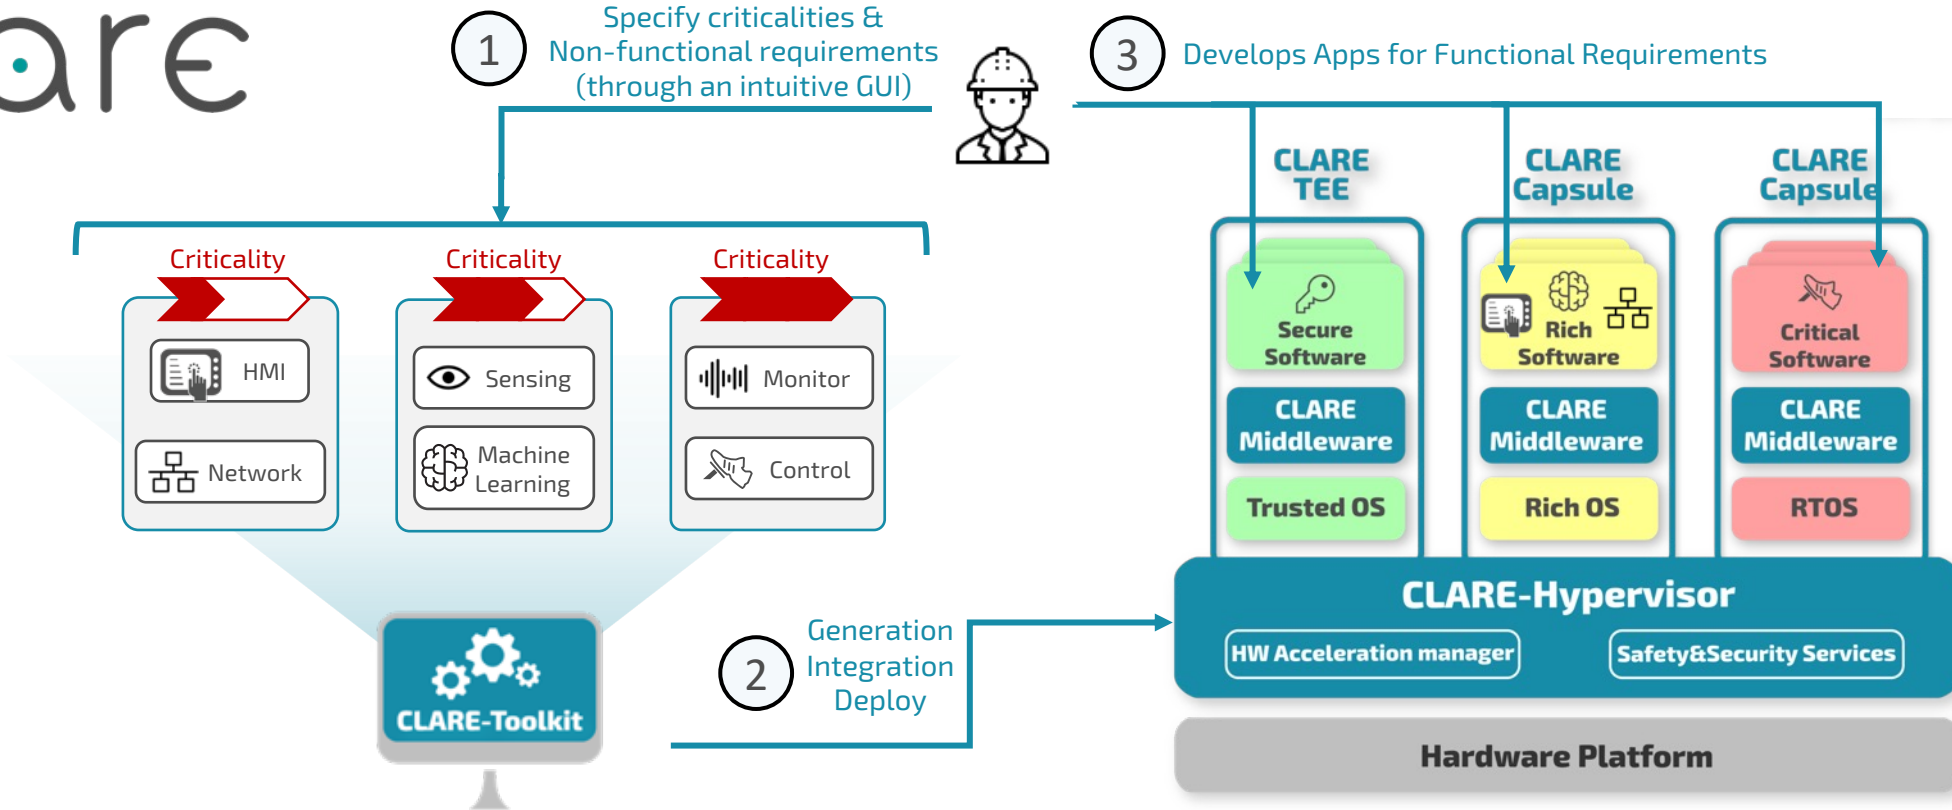 are
1
Specify criticalities &
Non-functional requirements
(through an intuitive GUI)
3
Develops Apps for Functional Requirements
Criticality
HMI
Network
Criticality
Sensing
Machine
Learning
Criticality
Monitor
Control
CLARE-Toolkit
2
Generation
Integration
Deploy
CLARE
TEE
Secure
Software
CLARE
Middleware
Trusted OS
CLARE
Capsule
Rich
Software
CLARE
Middleware
Rich OS
CLARE
Capsule
Critical
Software
CLARE
Middleware
RTOS
CLARE-Hypervisor
HW Acceleration manager
Safety&Security Services
Hardware Platform